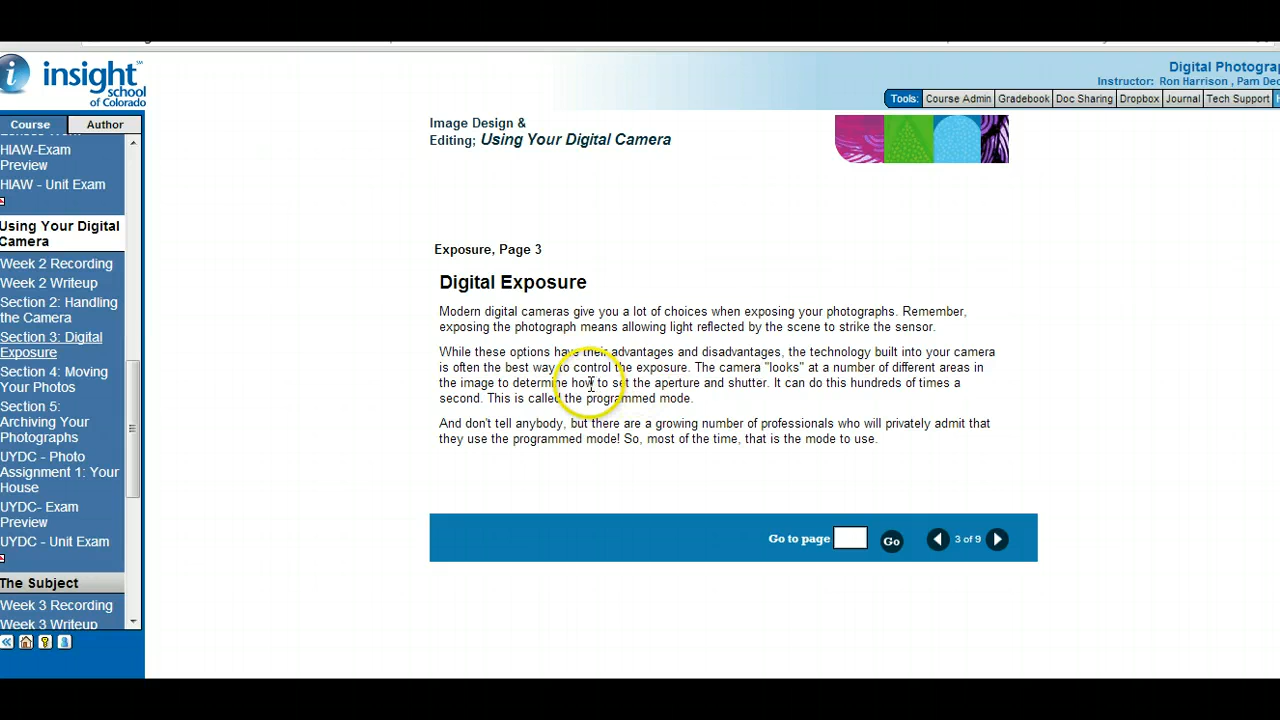 insight
school
of Colorado
Digital Photograp
Instructor: Ron Harrison , Pam Dec
Tools: Course Admin Gradebook Doc Sharing Dropbox Journal Tech Support
Course Author
HIAW-Exam
Preview
HIAW - Unit Exam
Using Your Digital
Camera
Week 2 Recording
Week 2 Writeup
Section 2: Handling
the Camera
Section 3: Digital
Exposure
Section 4: Moving
Your Photos
Section 5:
Archiving Your
Photographs
UYDC - Photo
Assignment 1: Your
House
UYDC- Exam
Preview
UYDC - Unit Exam
The Subject
Week 3 Recording
Week 3 Writeup
Image Design &
Editing; Using Your Digital Camera
Exposure, Page 3
Digital Exposure
Modern digital cameras give you a lot of choices when exposing your photographs. Remember,
exposing the photograph means allowing light reflected by the scene to strike the sensor.
While these options have their advantages and disadvantages, the technology built into your camera
is often the best way to control the exposure. The camera "looks" at a number of different areas in
the image to determine how to set the aperture and shutter. It can do this hundreds of times a
second. This is called the programmed mode.
And don't tell anybody, but there are a growing number of professionals who will privately admit that
they use the programmed mode! So, most of the time, that is the mode to use.
Go to page Go 3 of 9